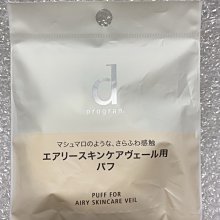 d
program
マシュマロのような、さらふわ感触
エアリースキンケアヴェール用
パフ
PUFF FOR
AIRY SKINCARE VEIL